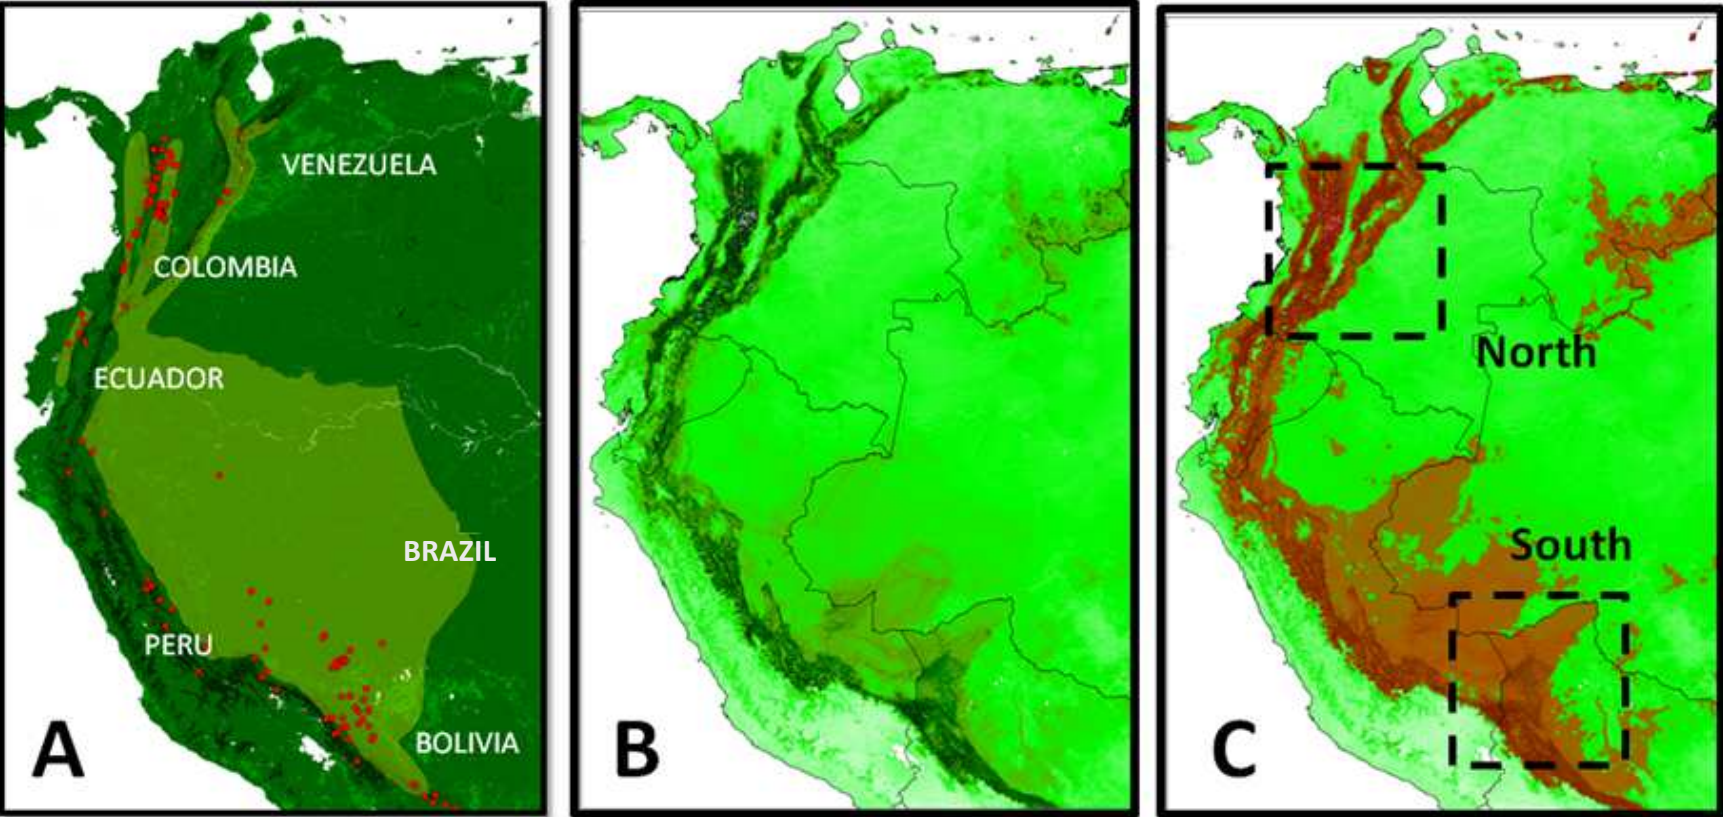 VENEZUELA
COLOMBIA
ECUADOR
BRAZIL
PERU
BOLIVIA
A
B
North
South
C